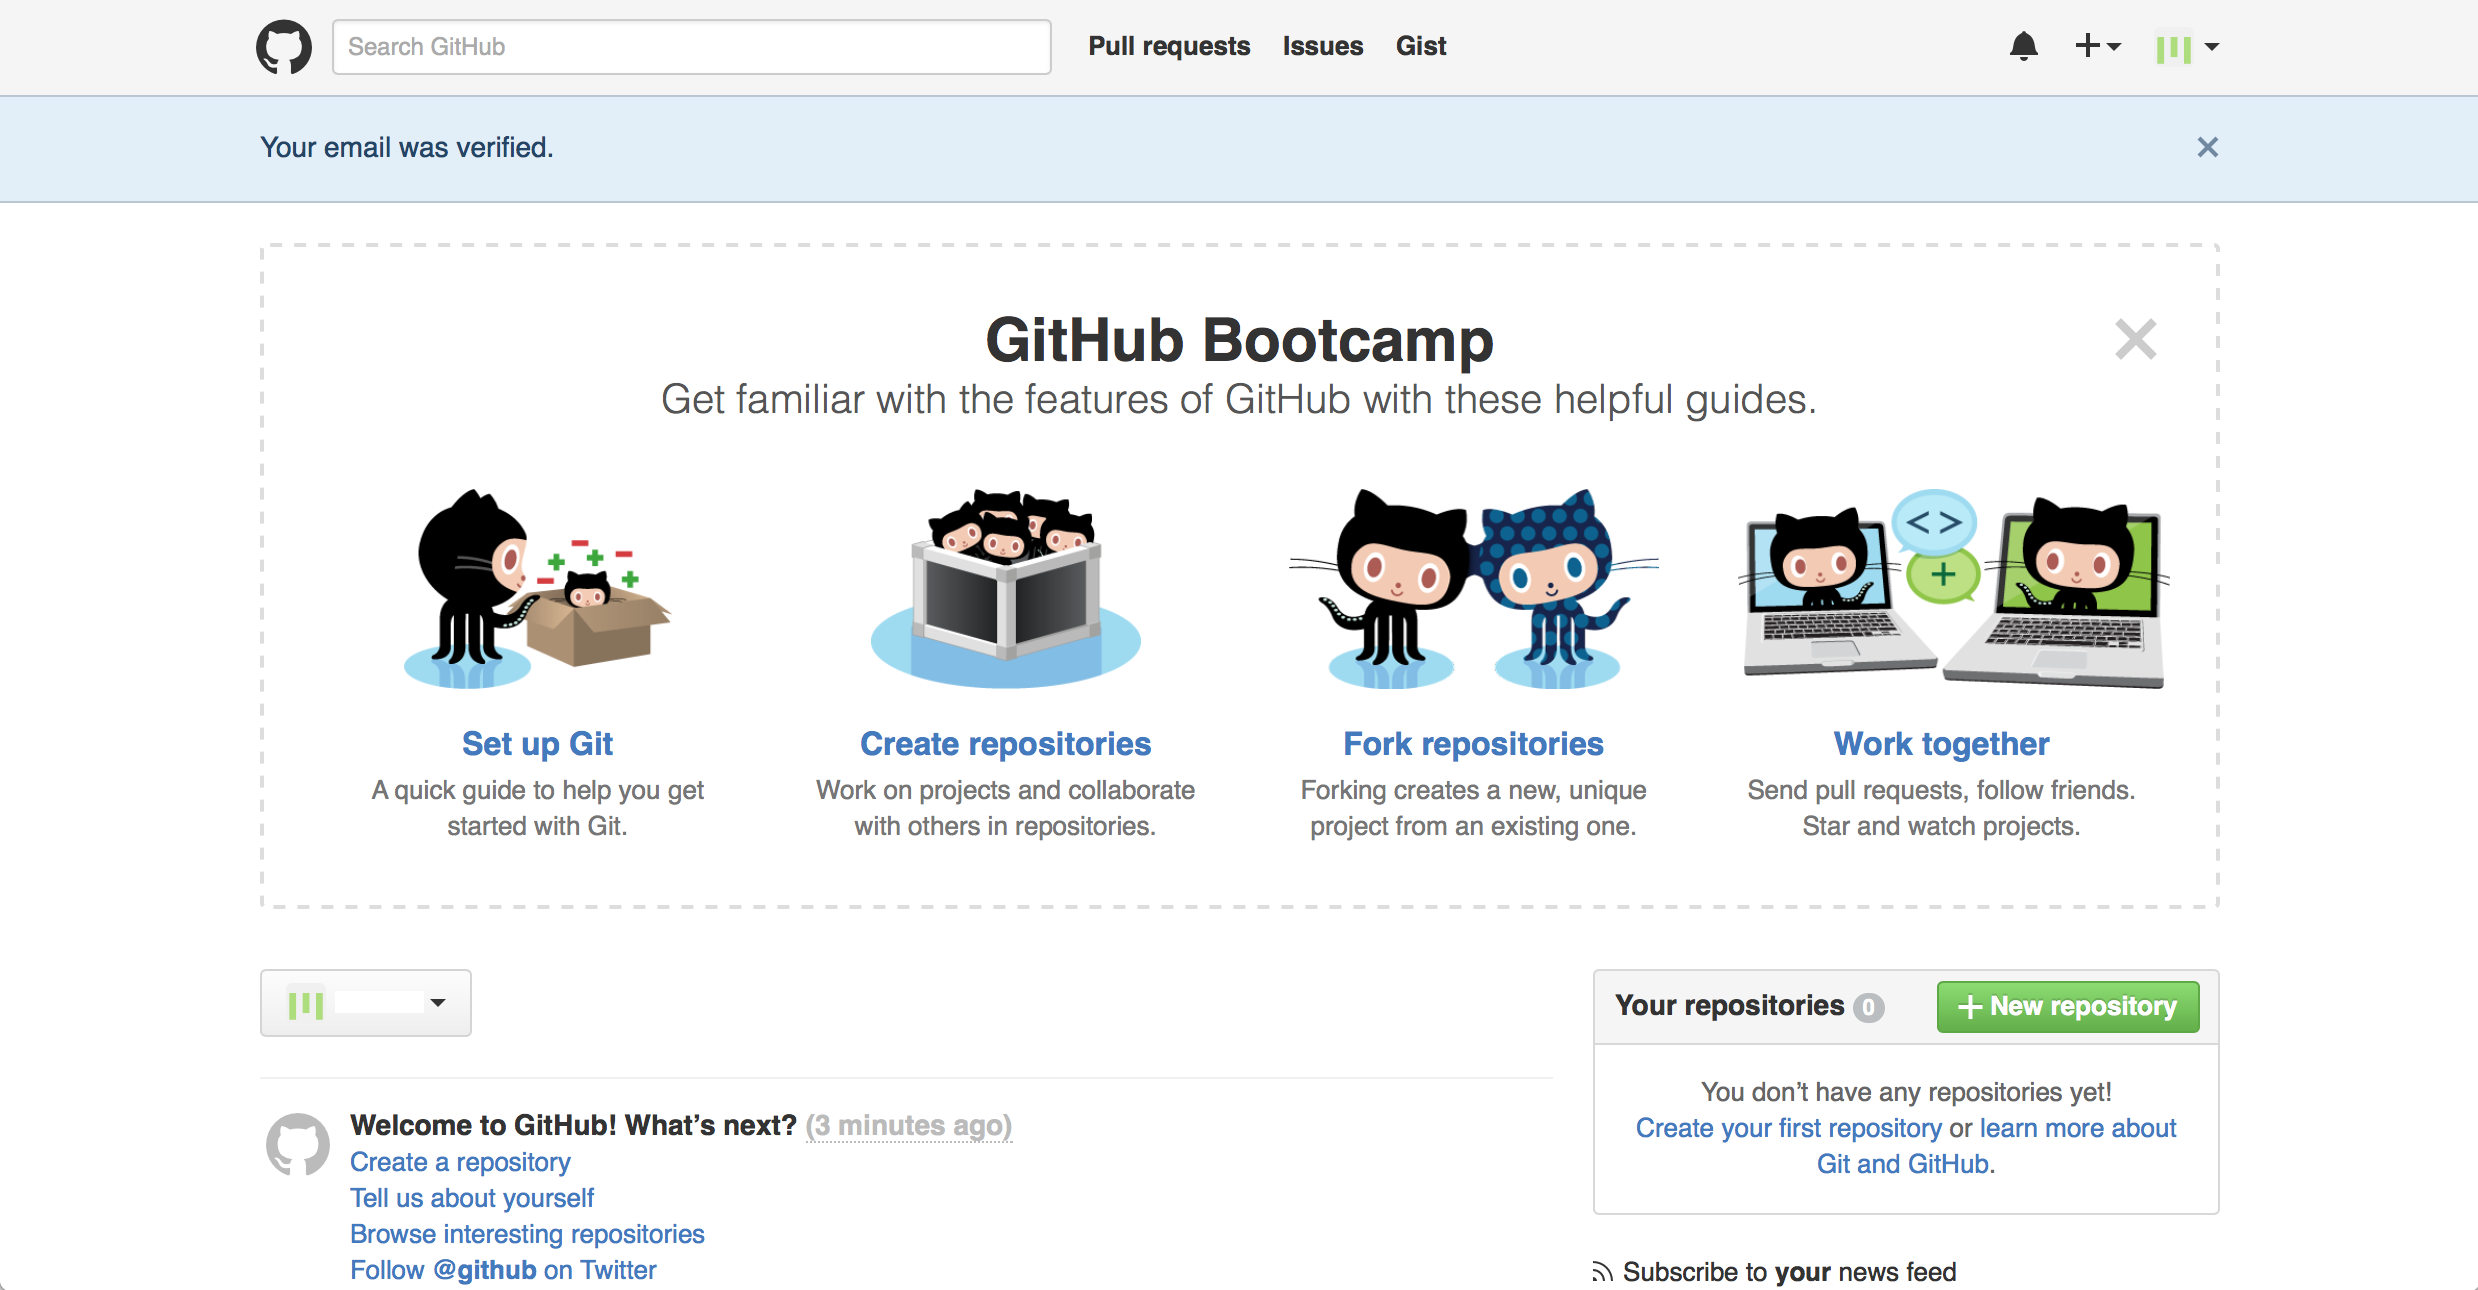 Search GitHub
Pull requests Issues Gist
Your email was verified.
GitHub Bootcamp
Get familiar with the features of GitHub with these helpful guides.
Set up Git
A quick guide to help you get
started with Git.
Create repositories
Work on projects and collaborate
with others in repositories.
Fork repositories
Forking creates a new, unique
project from an existing one.
Work together
Send pull requests, follow friends.
Star and watch projects.
Welcome to GitHub! What’s next? (3 minutes ago)
Create a repository
Tell us about yourself
Browse interesting repositories
Follow @github on Twitter
Your repositories 0
New repository
You don’t have any repositories yet!
Create your first repository or learn more about
Git and GitHub.
Subscribe to your news feed